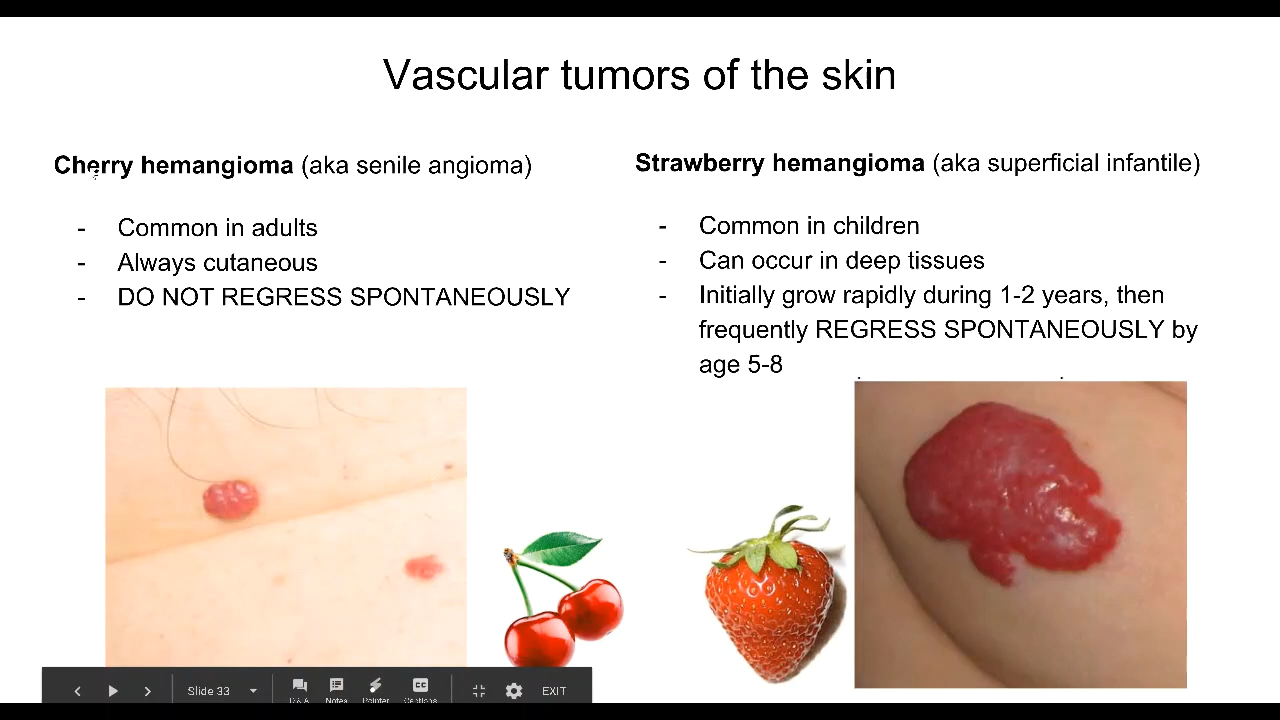 Vascular tumors of the skin
Cherry hemangioma (aka senile angioma)
- Common in adults
- Always cutaneous
- DO NOT REGRESS SPONTANEOUSLY
Strawberry hemangioma (aka superficial infantile)
- Common in children
- Can occur in deep tissues
- Initially grow rapidly during 1-2 years, then
frequently REGRESS SPONTANEOUSLY by
age 5-8
Slide 33
Q & A
Notes
Pointer
Captions
EXIT